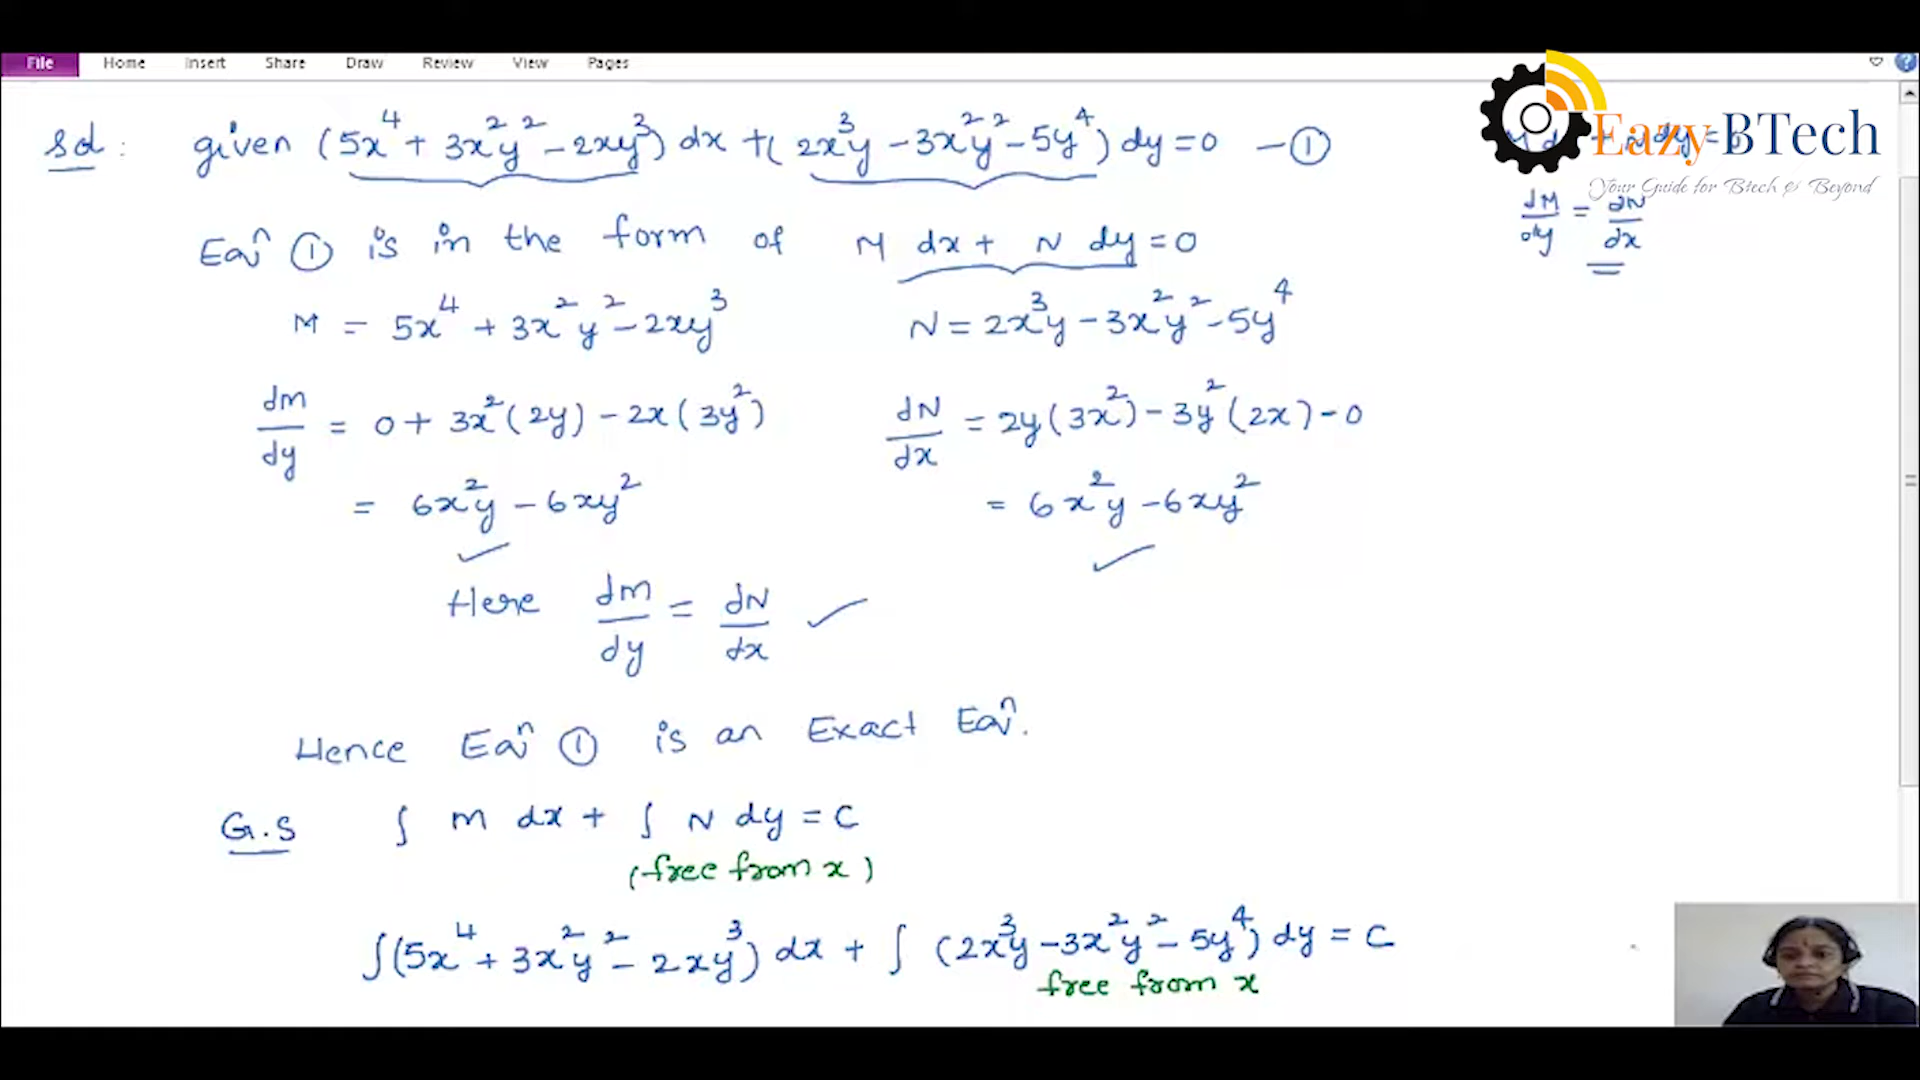 File Home Insert Share Draw Review View Pages
Eazy BTech
Your Guide for Btech & Beyond
Sol: given (5x⁴ + 3x²y² - 2xy³) dx + (2x³y - 3x²y² - 5y⁴) dy = 0 - ①
dM/dy = dN/dx
Eqn ① is in the form of M dx + N dy = 0
M = 5x⁴ + 3x²y² - 2xy³ N = 2x³y - 3x²y² - 5y⁴
dm/dy = 0 + 3x²(2y) - 2x(3y²) dN/dx = 2y(3x²) - 3y²(2x) - 0
= 6x²y - 6xy² = 6x²y - 6xy²
Here dm/dy = dN/dx
Hence Eqn ① is an Exact Eqn.
G.S ∫ M dx + ∫ N dy = C
(free from x)
∫(5x⁴ + 3x²y² - 2xy³) dx + ∫ (2x³y - 3x²y² - 5y⁴) dy = C
free from x